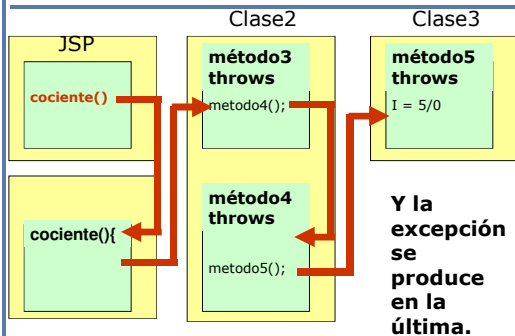 JSP
cociente()
cociente(){
Clase2
método3
throws
metodo4();
método4
throws
metodo5();
Clase3
método5
throws
I = 5/0
Y la
excepción
se
produce
en la
última.